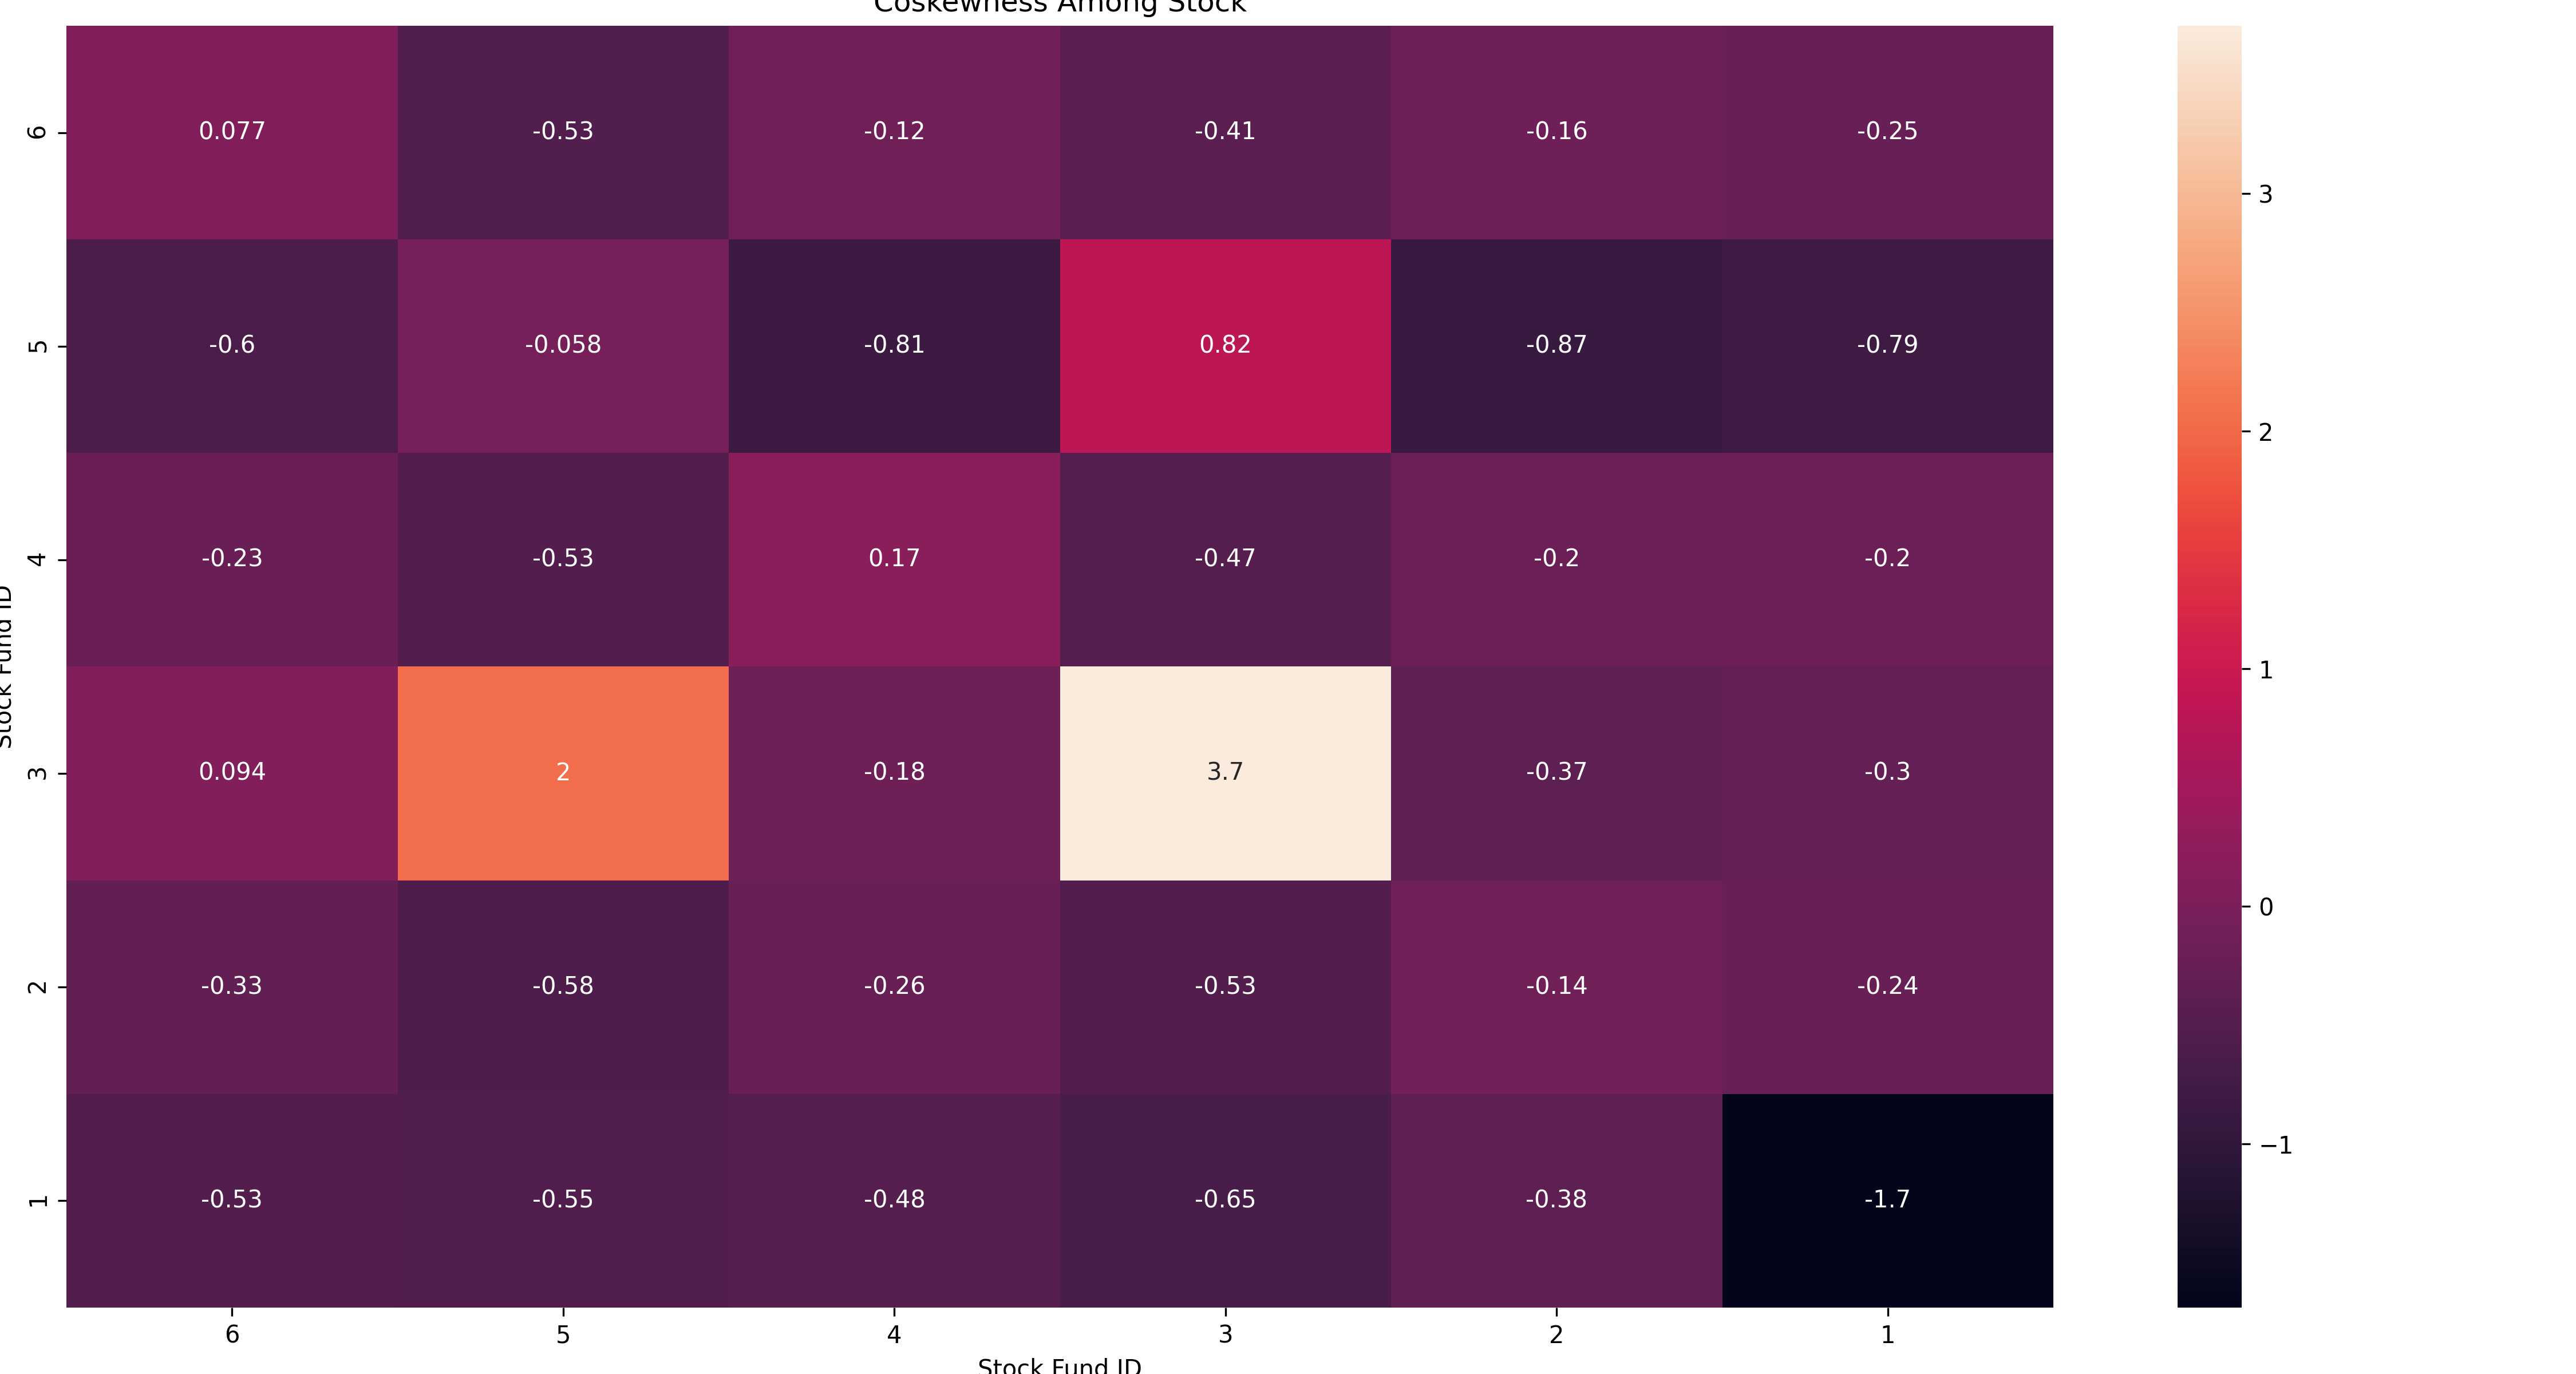 Coskewness Among Stock
6 0.077 -0.53 -0.12 -0.41 -0.16 -0.25
5 -0.6 -0.058 -0.81 0.82 -0.87 -0.79
4 -0.23 -0.53 0.17 -0.47 -0.2 -0.2
3 0.094 2 -0.18 3.7 -0.37 -0.3
2 -0.33 -0.58 -0.26 -0.53 -0.14 -0.24
1 -0.53 -0.55 -0.48 -0.65 -0.38 -1.7
6 5 4 3 2 1
Stock Fund ID
Stock Fund ID
3
2
1
0
−1